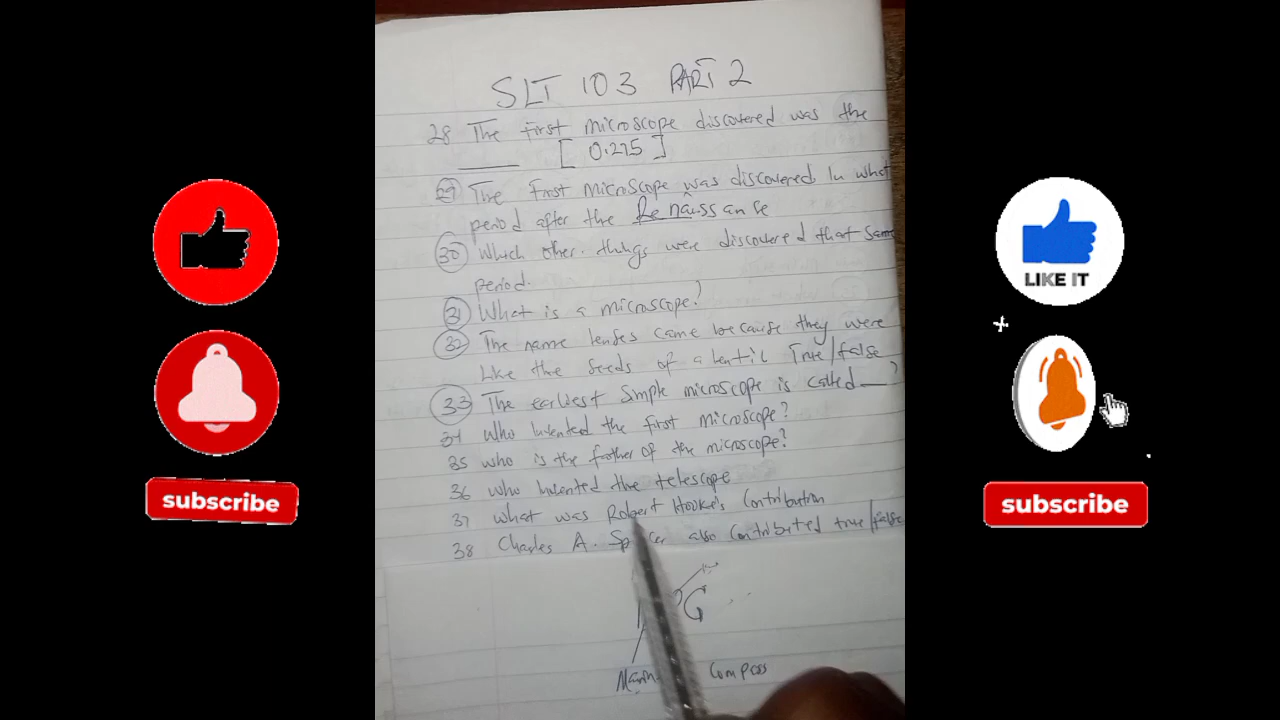 SLT 103 PART 2
28 The first microscope discovered was the
____ [ 0.275 ]
29 The First Microscope was discovered in what
period after the Renaissanse
30 Which other things were discovered that same
period.
31 What is a microscope?
32 The name lenses came because they were
Like the Seeds of a lentil True/false
33 The earliest Simple microscope is called ___?
34 Who invented the first Microscope?
35 who is the father of the microscope?
36 who invented the telescope
37 what was Robert Hooke's Contribution
38 Charles A. also Contributed true/false
G
Compass
LIKE IT
subscribe
subscribe